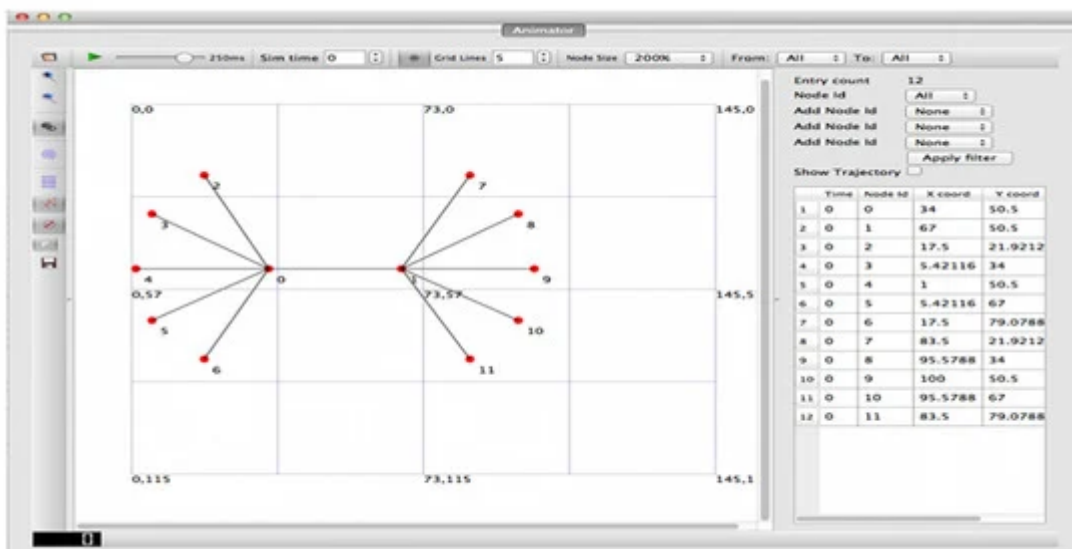 Animator
250ms Sim time 0 Grid Lines 5 Node Size 200% From: All To: All
Entry count 12
Node Id All
Add Node Id None
Add Node Id None
Add Node Id None
Apply filter
Show Trajectory
Time Node Id X coord Y coord
1 0 0 34 50.5
2 0 1 67 50.5
3 0 2 17.5 21.9212
4 0 3 5.42116 34
5 0 4 1 50.5
6 0 5 5.42116 67
7 0 6 17.5 79.0788
8 0 7 83.5 21.9212
9 0 8 95.5788 34
10 0 9 100 50.5
11 0 10 95.5788 67
12 0 11 83.5 79.0788
0,0 73,0 145,0
2 7
3 8
4 0 1 9
0,57 73,57 145,5
5 10
6 11
0,115 73,115 145,1
0